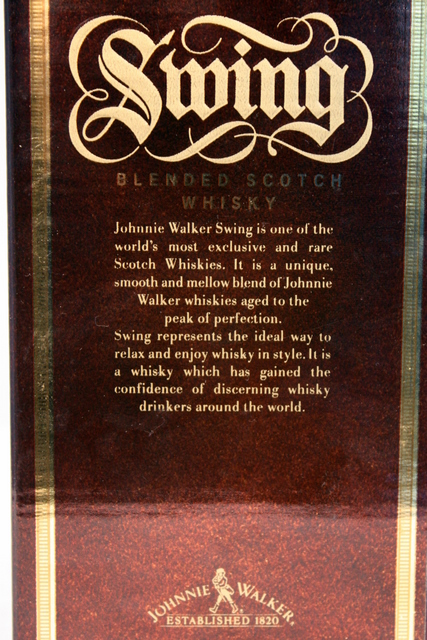 Swing
BLENDED SCOTCH
WHISKY
Johnnie Walker Swing is one of the
world's most exclusive and rare
Scotch Whiskies. It is a unique,
smooth and mellow blend of Johnnie
Walker whiskies aged to the
peak of perfection.
Swing represents the ideal way to
relax and enjoy whisky in style. It is
a whisky which has gained the
confidence of discerning whisky
drinkers around the world.
JOHNNIE WALKER.
ESTABLISHED 1820